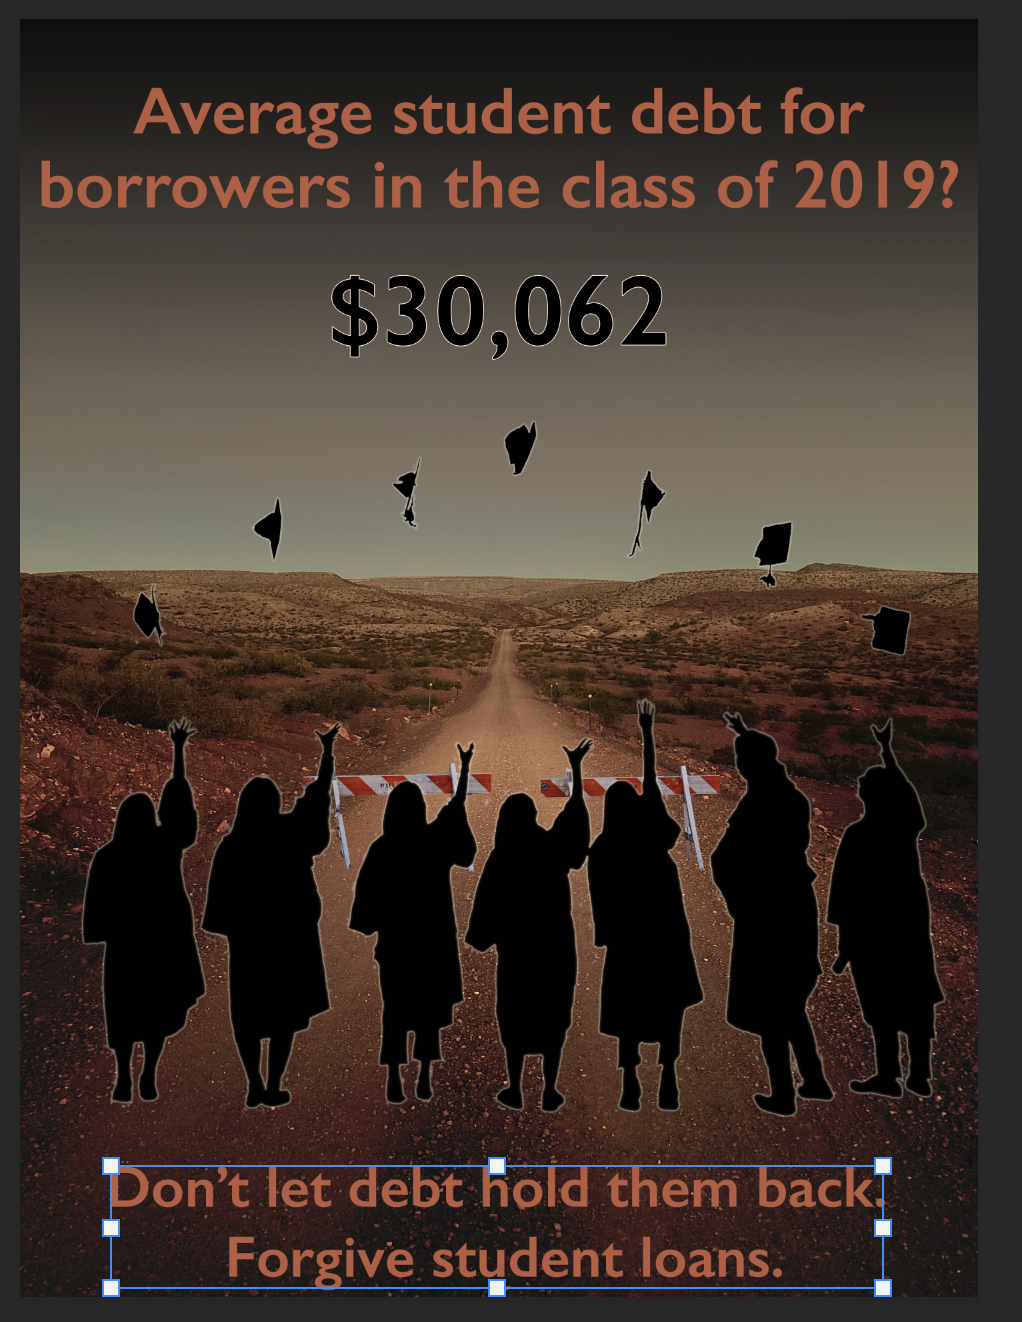 Average student debt for
borrowers in the class of 2019?
$30,062
Don’t let debt hold them back.
Forgive student loans.